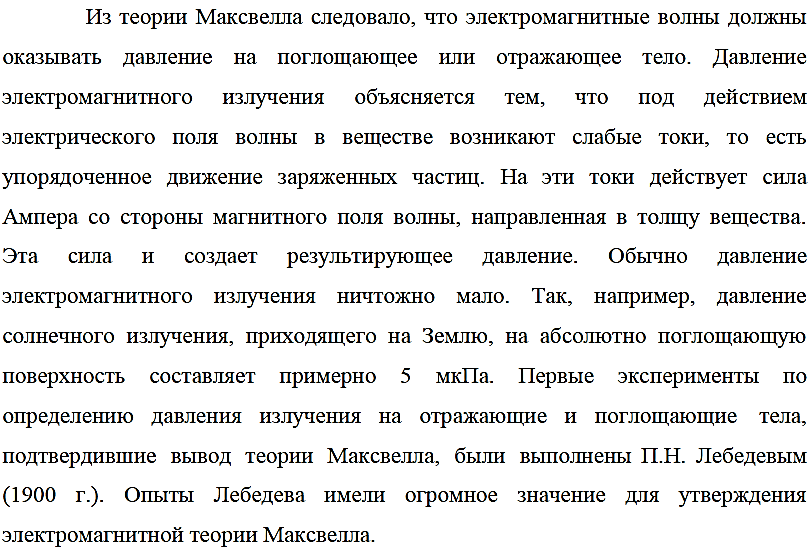 Из теории Максвелла следовало, что электромагнитные волны должны
оказывать давление на поглощающее или отражающее тело. Давление
электромагнитного излучения объясняется тем, что под действием
электрического поля волны в веществе возникают слабые токи, то есть
упорядоченное движение заряженных частиц. На эти токи действует сила
Ампера со стороны магнитного поля волны, направленная в толщу вещества.
Эта сила и создает результирующее давление. Обычно давление
электромагнитного излучения ничтожно мало. Так, например, давление
солнечного излучения, приходящего на Землю, на абсолютно поглощающую
поверхность составляет примерно 5 мкПа. Первые эксперименты по
определению давления излучения на отражающие и поглощающие тела,
подтвердившие вывод теории Максвелла, были выполнены П.Н. Лебедевым
(1900 г.). Опыты Лебедева имели огромное значение для утверждения
электромагнитной теории Максвелла.